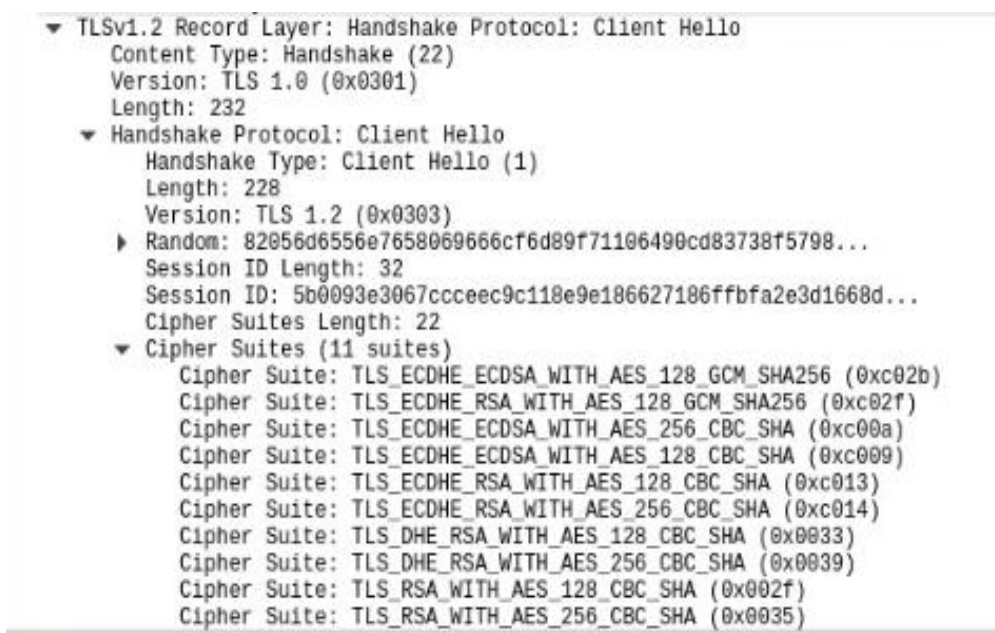 TLSv1.2 Record Layer: Handshake Protocol: Client Hello
Content Type: Handshake (22)
Version: TLS 1.0 (0x0301)
Length: 232
Handshake Protocol: Client Hello
Handshake Type: Client Hello (1)
Length: 228
Version: TLS 1.2 (0x0303)
Random: 82056d6556e7658069666cf6d89f71106490cd83738f5798...
Session ID Length: 32
Session ID: 5b0093e3067ccceec9c118e9e186627186ffbfa2e3d1668d...
Cipher Suites Length: 22
Cipher Suites (11 suites)
Cipher Suite: TLS_ECDHE_ECDSA_WITH_AES_128_GCM_SHA256 (0xc02b)
Cipher Suite: TLS_ECDHE_RSA_WITH_AES_128_GCM_SHA256 (0xc02f)
Cipher Suite: TLS_ECDHE_ECDSA_WITH_AES_256_CBC_SHA (0xc00a)
Cipher Suite: TLS_ECDHE_ECDSA_WITH_AES_128_CBC_SHA (0xc009)
Cipher Suite: TLS_ECDHE_RSA_WITH_AES_128_CBC_SHA (0xc013)
Cipher Suite: TLS_ECDHE_RSA_WITH_AES_256_CBC_SHA (0xc014)
Cipher Suite: TLS_DHE_RSA_WITH_AES_128_CBC_SHA (0x0033)
Cipher Suite: TLS_DHE_RSA_WITH_AES_256_CBC_SHA (0x0039)
Cipher Suite: TLS_RSA_WITH_AES_128_CBC_SHA (0x002f)
Cipher Suite: TLS_RSA_WITH_AES_256_CBC_SHA (0x0035)